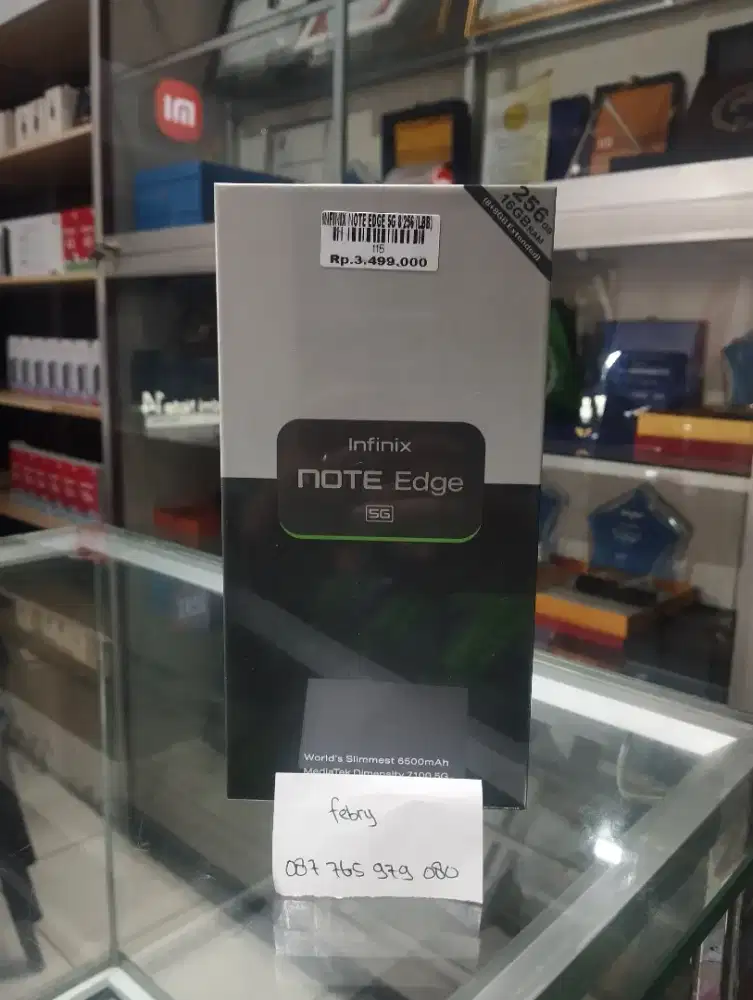 256GB
16GB RAM
(8+8GB Extended)
INFINIX NOTE EDGE 5G 8/256 (LBB)
115
Rp.3.499.000
Infinix
NOTE Edge
5G
World's Slimmest 6500mAh
MediaTek Dimensity 7100 5G
febry
087 765 979 080